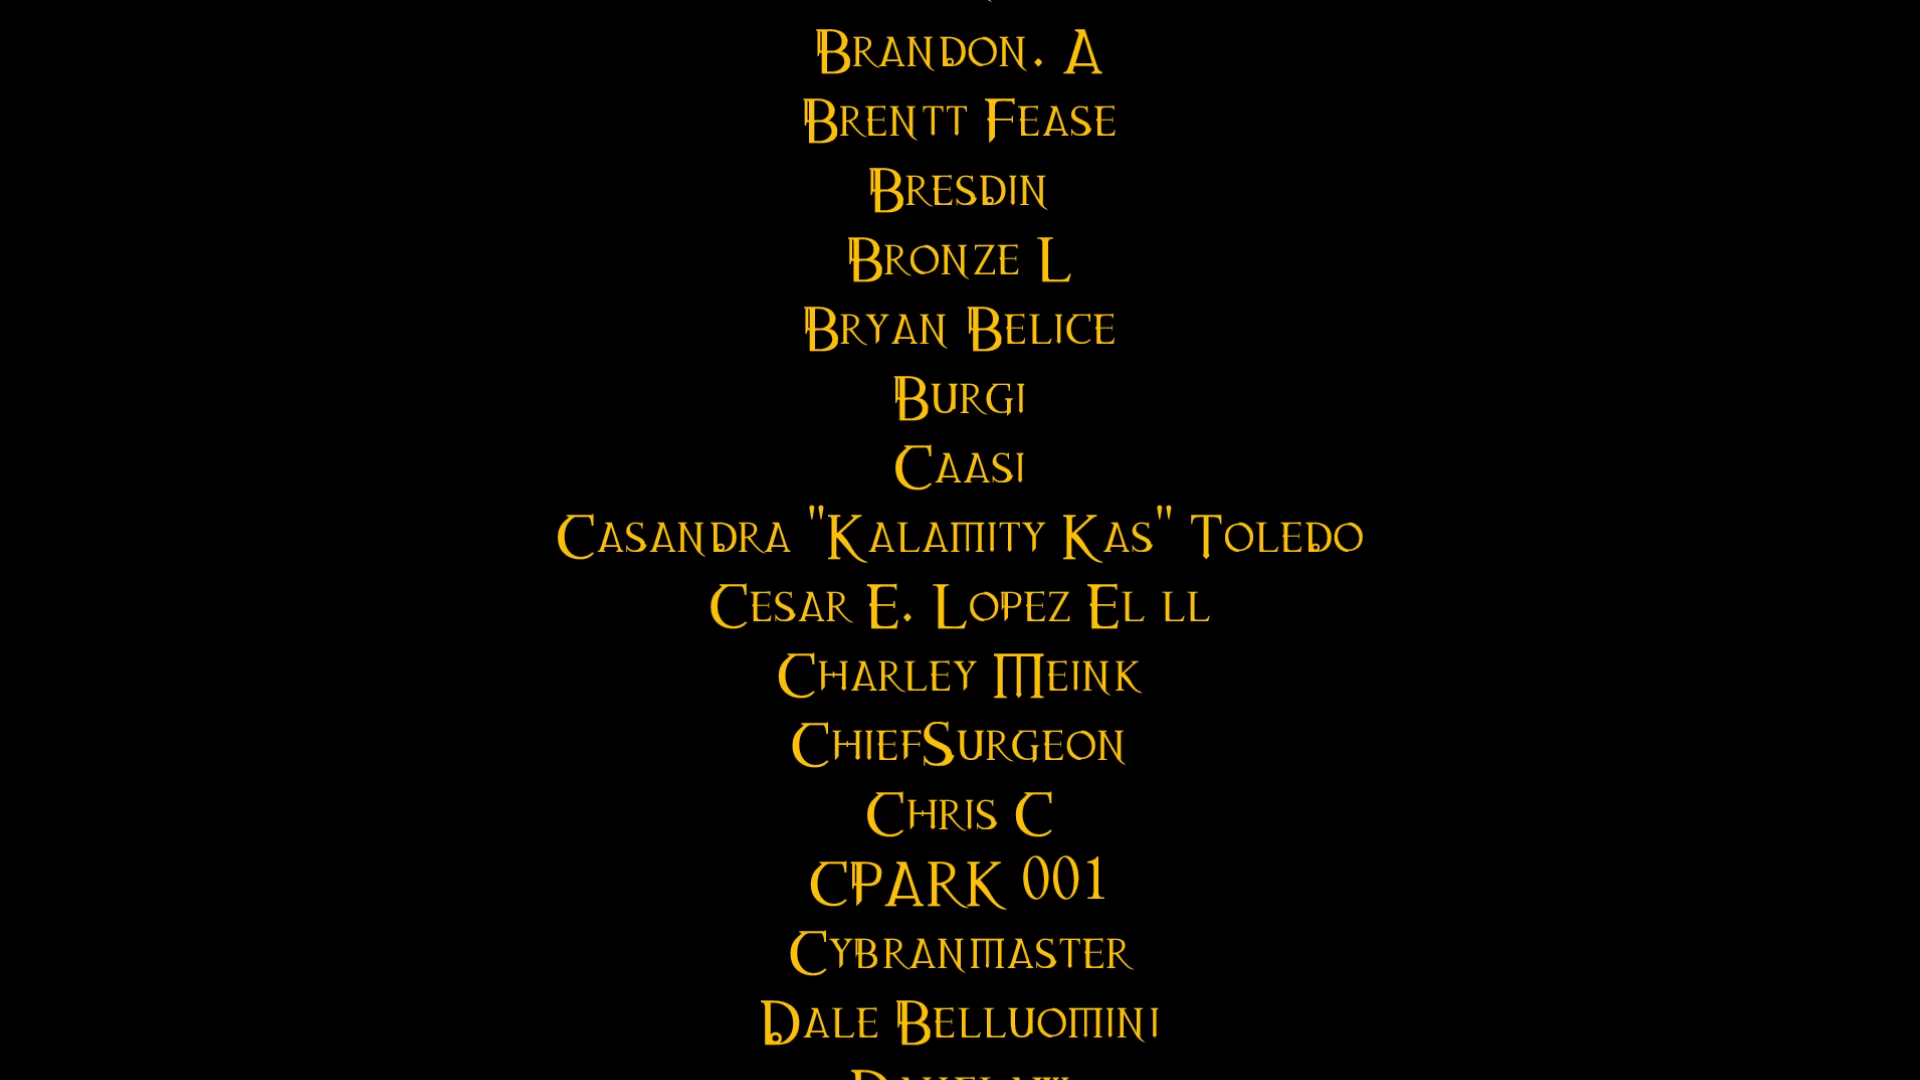 Brandon. A
Brentt Fease
Bresdin
Bronze L
Bryan Belice
Burgi
Caasi
Casandra "Kalamity Kas" Toledo
Cesar E. Lopez El ll
Charley Meink
ChiefSurgeon
Chris C
CPARK 001
Cybranmaster
Dale Belluomini